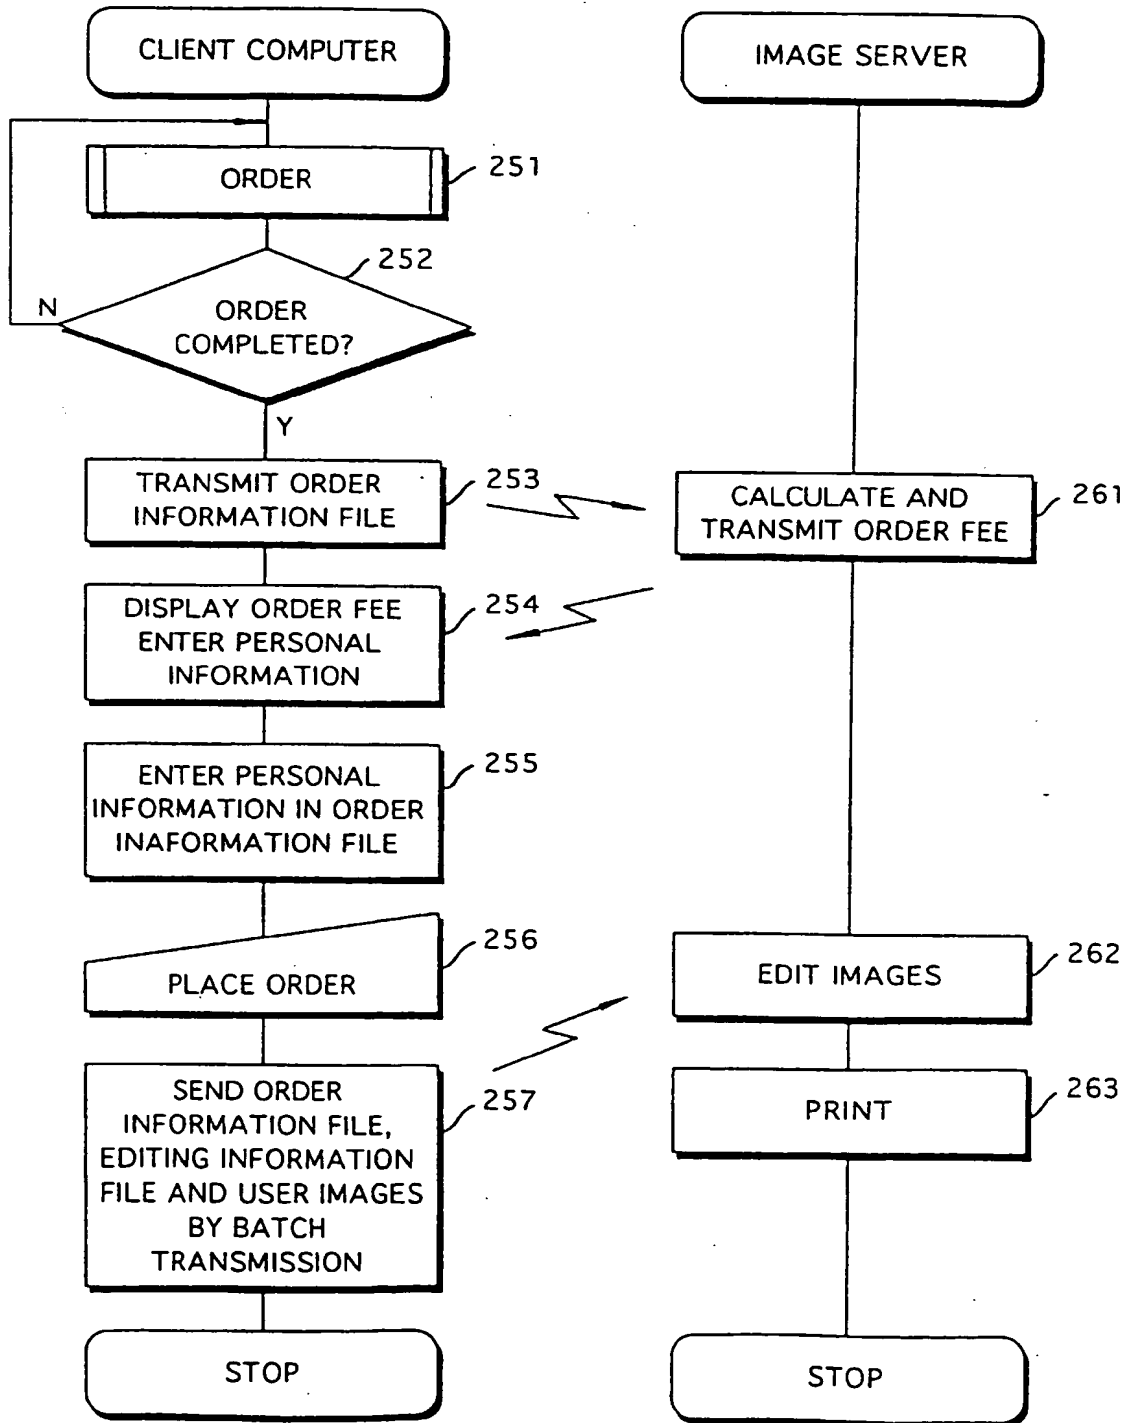 CLIENT COMPUTER
IMAGE SERVER
ORDER
251
252
N
ORDER
COMPLETED?
Y
TRANSMIT ORDER
INFORMATION FILE
253
CALCULATE AND
TRANSMIT ORDER FEE
261
DISPLAY ORDER FEE
ENTER PERSONAL
INFORMATION
254
ENTER PERSONAL
INFORMATION IN ORDER
INAFORMATION FILE
255
PLACE ORDER
256
EDIT IMAGES
262
SEND ORDER
INFORMATION FILE,
EDITING INFORMATION
FILE AND USER IMAGES
BY BATCH
TRANSMISSION
257
PRINT
263
STOP
STOP